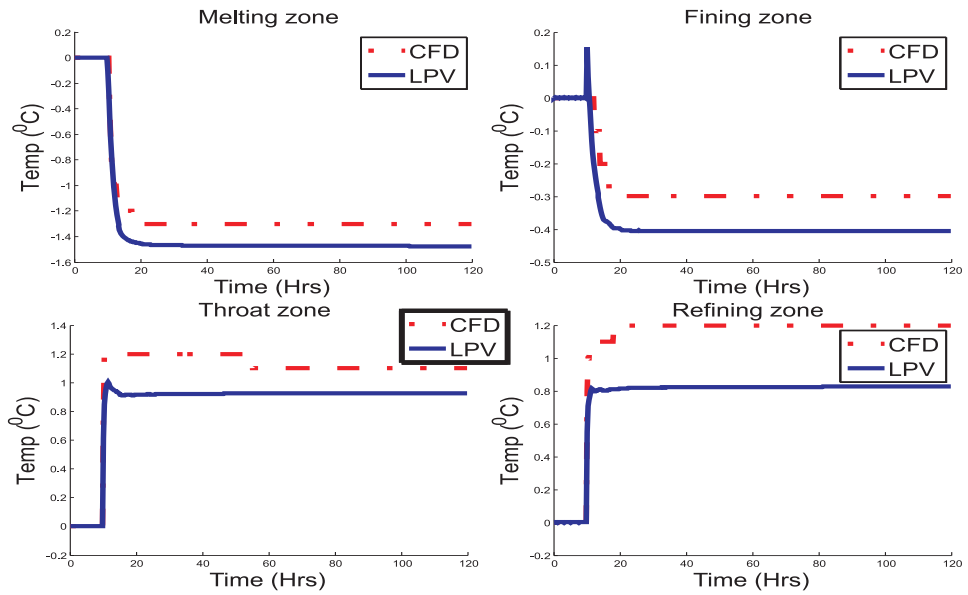 Melting zone
0.2
0
-0.2
-0.4
-0.6
-0.8
-1
-1.2
-1.4
-1.6
Temp (⁰C)
CFD
LPV
0 20 40 60 80 100 120
Time (Hrs)
Fining zone
0.2
0.1
0
-0.1
-0.2
-0.3
-0.4
-0.5
Temp (⁰C)
CFD
LPV
0 20 40 60 80 100 120
Time (Hrs)
Throat zone
1.4
1.2
1
0.8
0.6
0.4
0.2
0
-0.2
Temp (⁰C)
CFD
LPV
0 20 40 60 80 100 120
Time (Hrs)
Refining zone
1.2
1
0.8
0.6
0.4
0.2
0
-0.2
Temp (⁰C)
CFD
LPV
0 20 40 60 80 100 120
Time (Hrs)